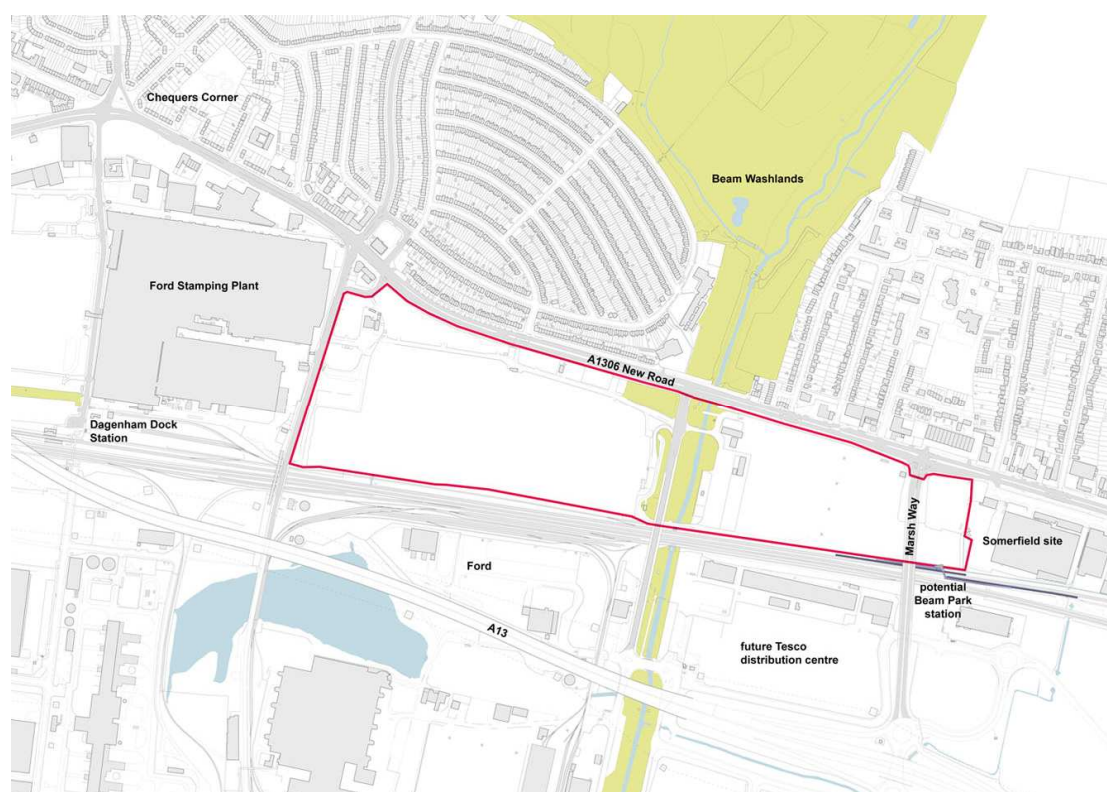 Chequers Corner
Beam Washlands
Ford Stamping Plant
A1306 New Road
Dagenham Dock
Station
Marsh Way
Somerfield site
Ford
potential
Beam Park
station
A13
future Tesco
distribution centre